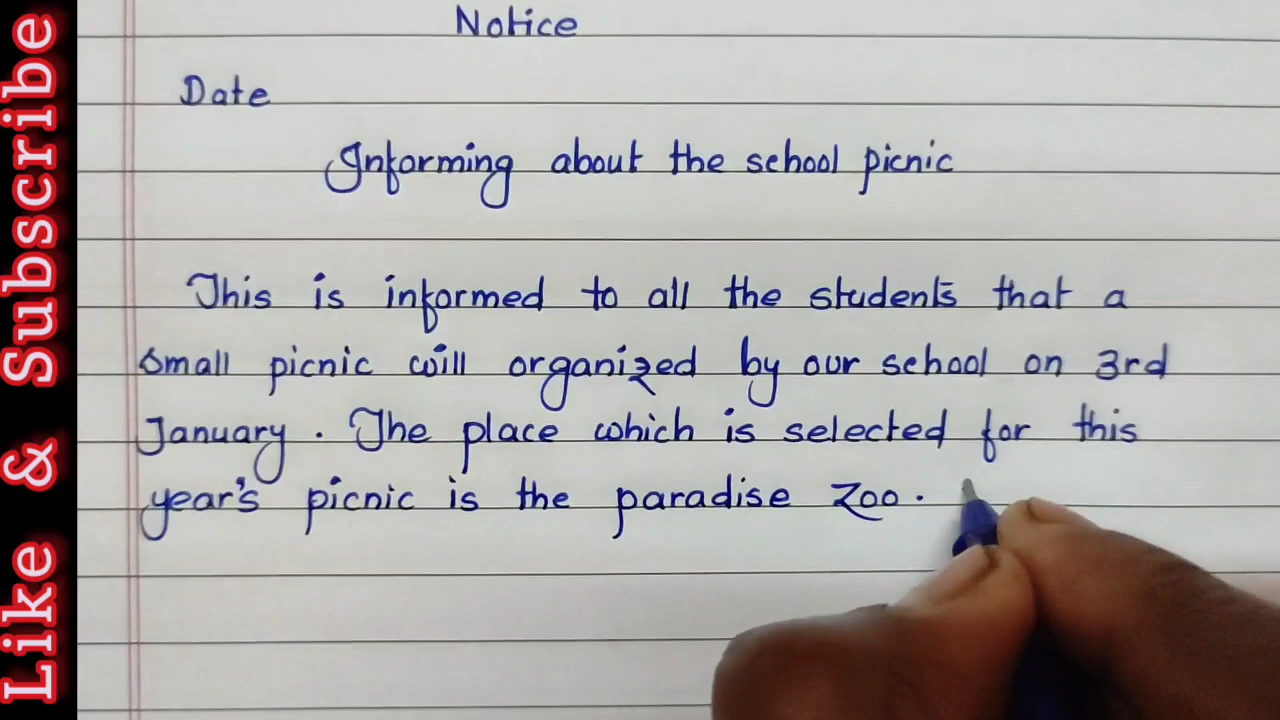 Like & Subscribe
Notice
Date
Informing about the school picnic
This is informed to all the students that a
small picnic will organized by our school on 3rd
January. The place which is selected for this
year's picnic is the paradise Zoo.